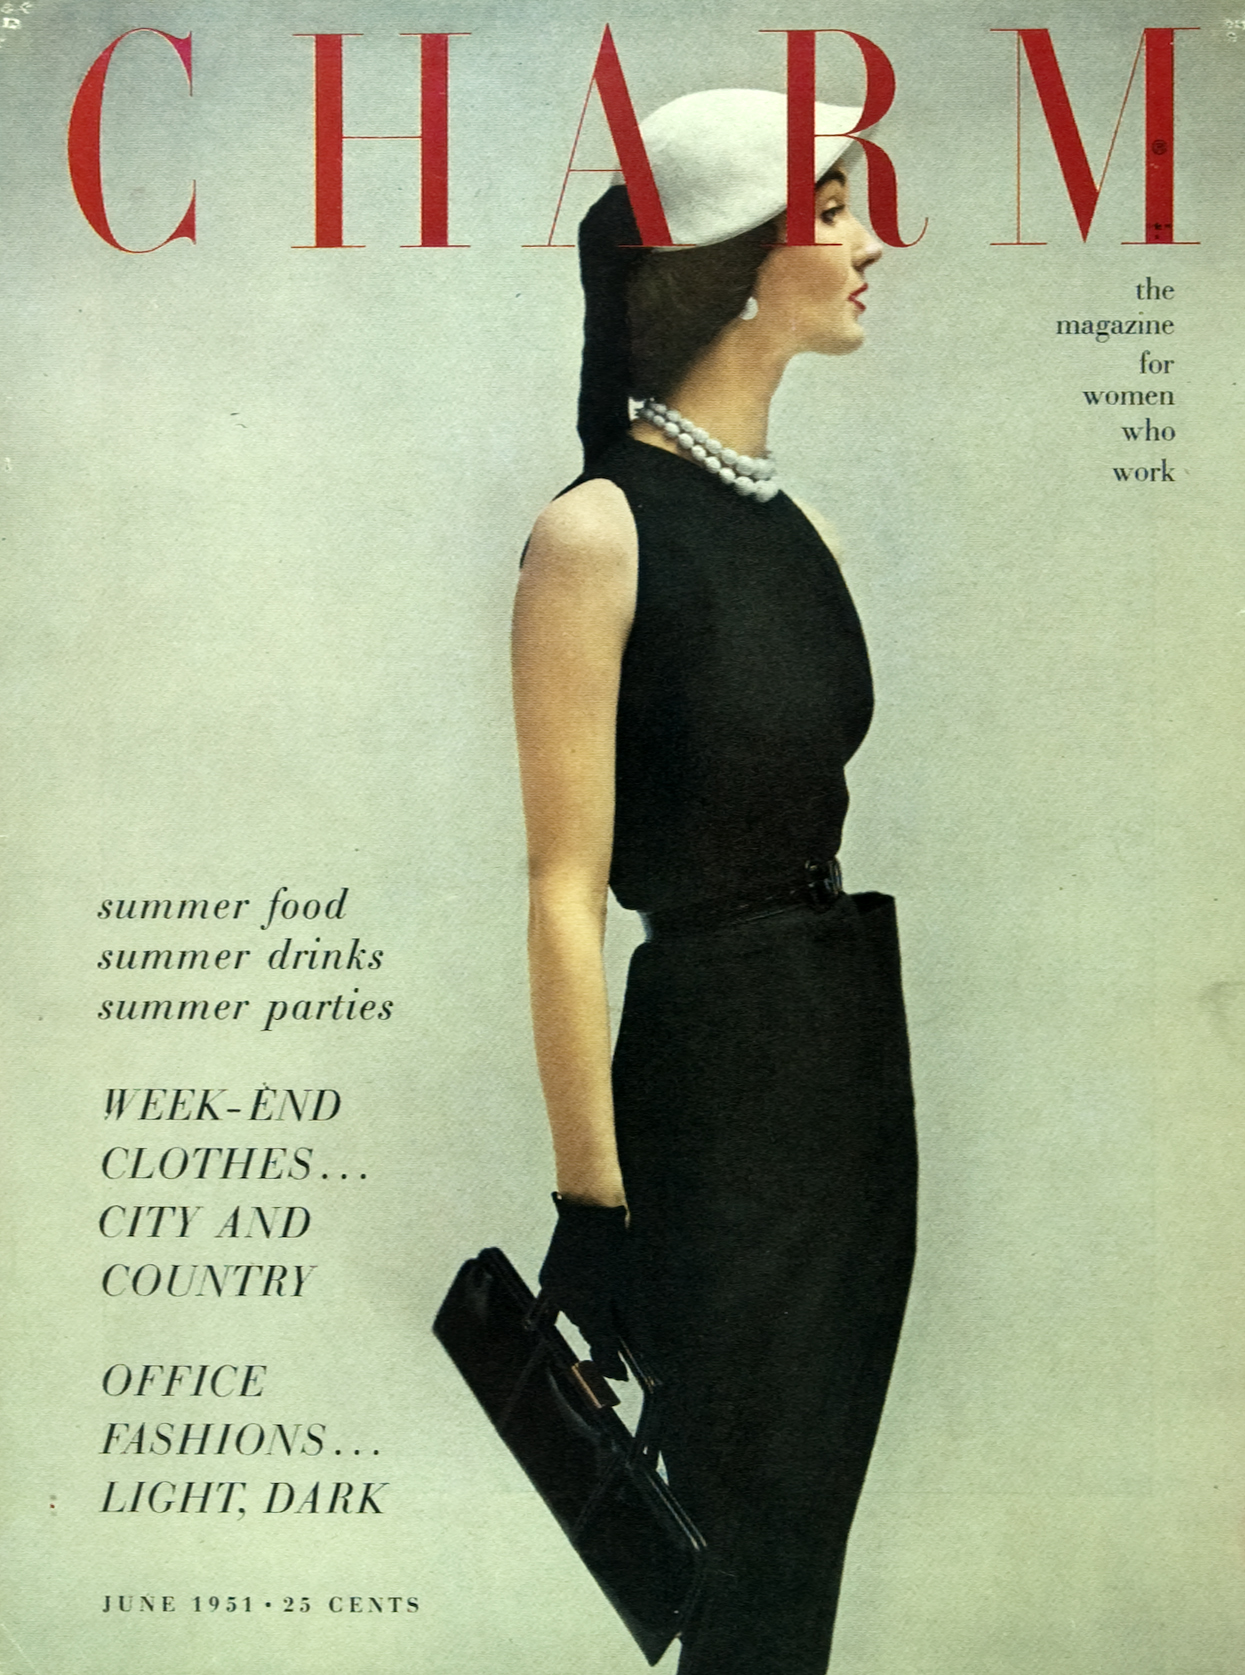 CHARM
the
magazine
for
women
who
work
summer food
summer drinks
summer parties
WEEK-END
CLOTHES...
CITY AND
COUNTRY
OFFICE
FASHIONS...
LIGHT, DARK
JUNE 1951 • 25 CENTS